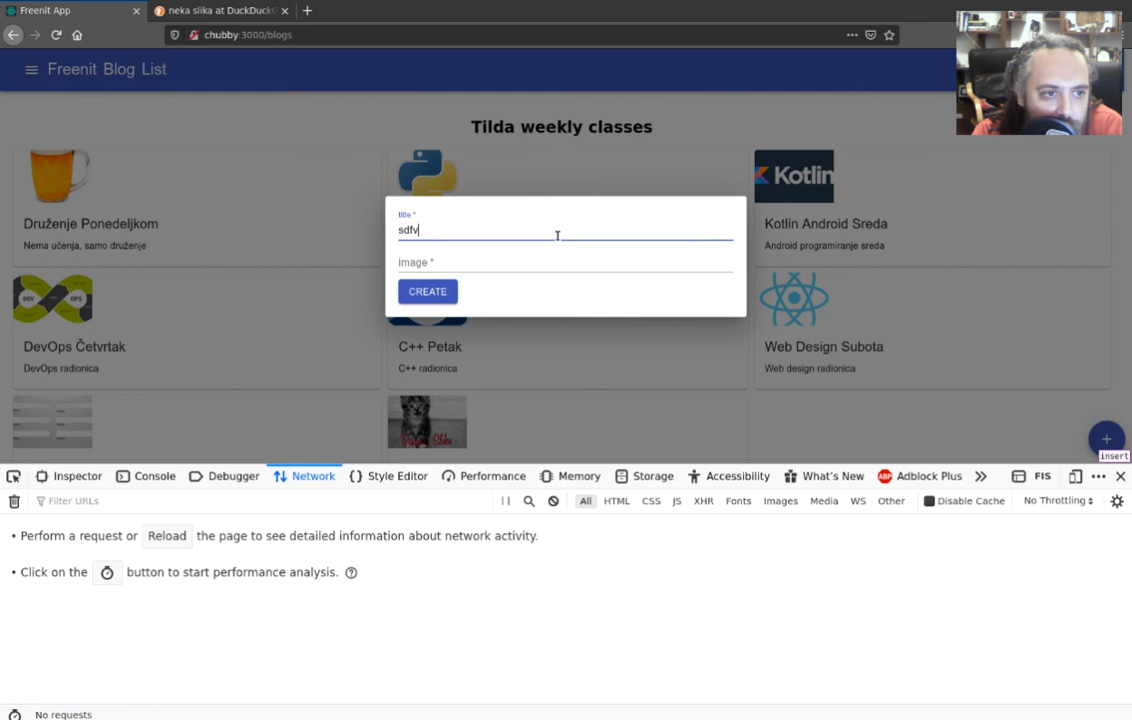 Freenit App
neka slika at DuckDuck
chubby:3000/blogs
Freenit Blog List
Tilda weekly classes
Kotlin
Druženje Ponedeljkom
Nema učenja, samo druženje
Kotlin Android Sreda
Android programiranje sreda
title *
sdfv
image *
CREATE
DEV OPS
DevOps Četvrtak
DevOps radionica
C++ Petak
C++ radionica
Web Design Subota
Web design radionica
insert
Inspector Console Debugger Network Style Editor Performance Memory Storage Accessibility What's New Adblock Plus FIS
Filter URLs All HTML CSS JS XHR Fonts Images Media WS Other Disable Cache No Throttling
• Perform a request or Reload the page to see detailed information about network activity.
• Click on the button to start performance analysis.
No requests